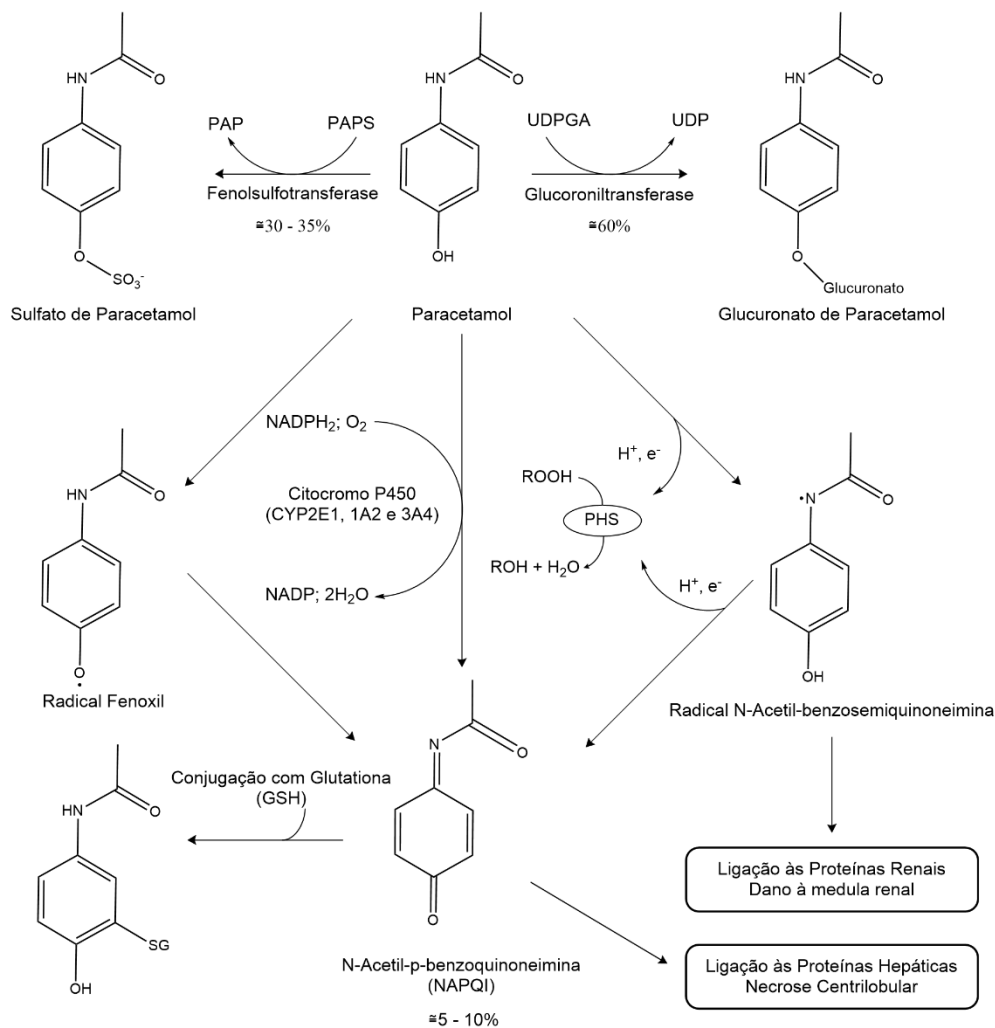 HN
O
O
SO3-
Sulfato de Paracetamol
PAP
PAPS
Fenolsulfotransferase
≅30 - 35%
HN
O
OH
Paracetamol
UDPGA
UDP
Glucoroniltransferase
≅60%
HN
O
O
Glucuronato
Glucuronato de Paracetamol
HN
O
O
•
Radical Fenoxil
NADPH2; O2
Citocromo P450
(CYP2E1, 1A2 e 3A4)
NADP; 2H2O
H+, e-
ROOH
PHS
ROH + H2O
H+, e-
•N
O
OH
Radical N-Acetil-benzosemiquinoneimina
HN
O
SG
OH
Conjugação com Glutationa
(GSH)
N
O
O
N-Acetil-p-benzoquinoneimina
(NAPQI)
≅5 - 10%
Ligação às Proteínas Renais
Dano à medula renal
Ligação às Proteínas Hepáticas
Necrose Centrilobular